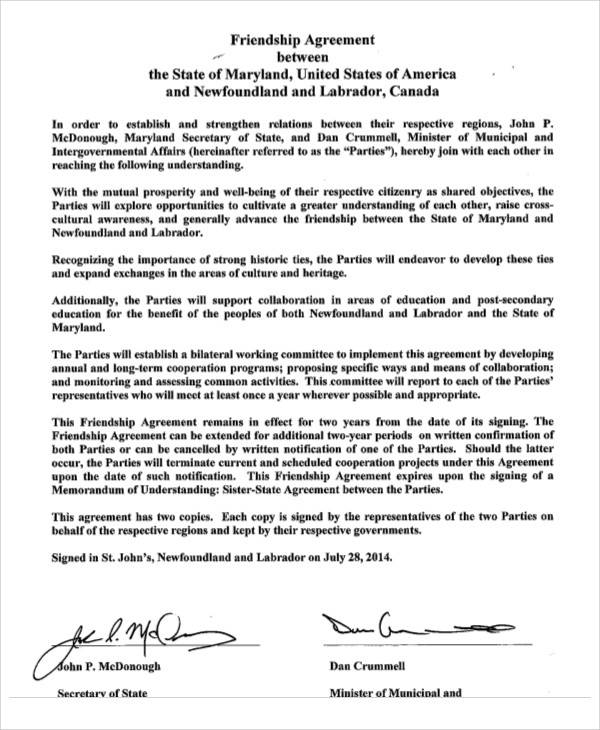 Friendship Agreement
between
the State of Maryland, United States of America
and Newfoundland and Labrador, Canada
In order to establish and strengthen relations between their respective regions, John P.
McDonough, Maryland Secretary of State, and Dan Crummell, Minister of Municipal and
Intergovernmental Affairs (hereinafter referred to as the “Parties”), hereby join with each other in
reaching the following understanding.
With the mutual prosperity and well-being of their respective citizenry as shared objectives, the
Parties will explore opportunities to cultivate a greater understanding of each other, raise cross-
cultural awareness, and generally advance the friendship between the State of Maryland and
Newfoundland and Labrador.
Recognizing the importance of strong historic ties, the Parties will endeavor to develop these ties
and expand exchanges in the areas of culture and heritage.
Additionally, the Parties will support collaboration in areas of education and post-secondary
education for the benefit of the peoples of both Newfoundland and Labrador and the State of
Maryland.
The Parties will establish a bilateral working committee to implement this agreement by developing
annual and long-term cooperation programs; proposing specific ways and means of collaboration;
and monitoring and assessing common activities. This committee will report to each of the Parties’
representatives who will meet at least once a year wherever possible and appropriate.
This Friendship Agreement remains in effect for two years from the date of its signing. The
Friendship Agreement can be extended for additional two-year periods on written confirmation of
both Parties or can be cancelled by written notification of one of the Parties. Should the latter
occur, the Parties will terminate current and scheduled cooperation projects under this Agreement
upon the date of such notification. This Friendship Agreement expires upon the signing of a
Memorandum of Understanding: Sister-State Agreement between the Parties.
This agreement has two copies. Each copy is signed by the representatives of the two Parties on
behalf of the respective regions and kept by their respective governments.
Signed in St. John’s, Newfoundland and Labrador on July 28, 2014.
John P. McDonough
Dan Crummell
Secretary of State
Minister of Municipal and